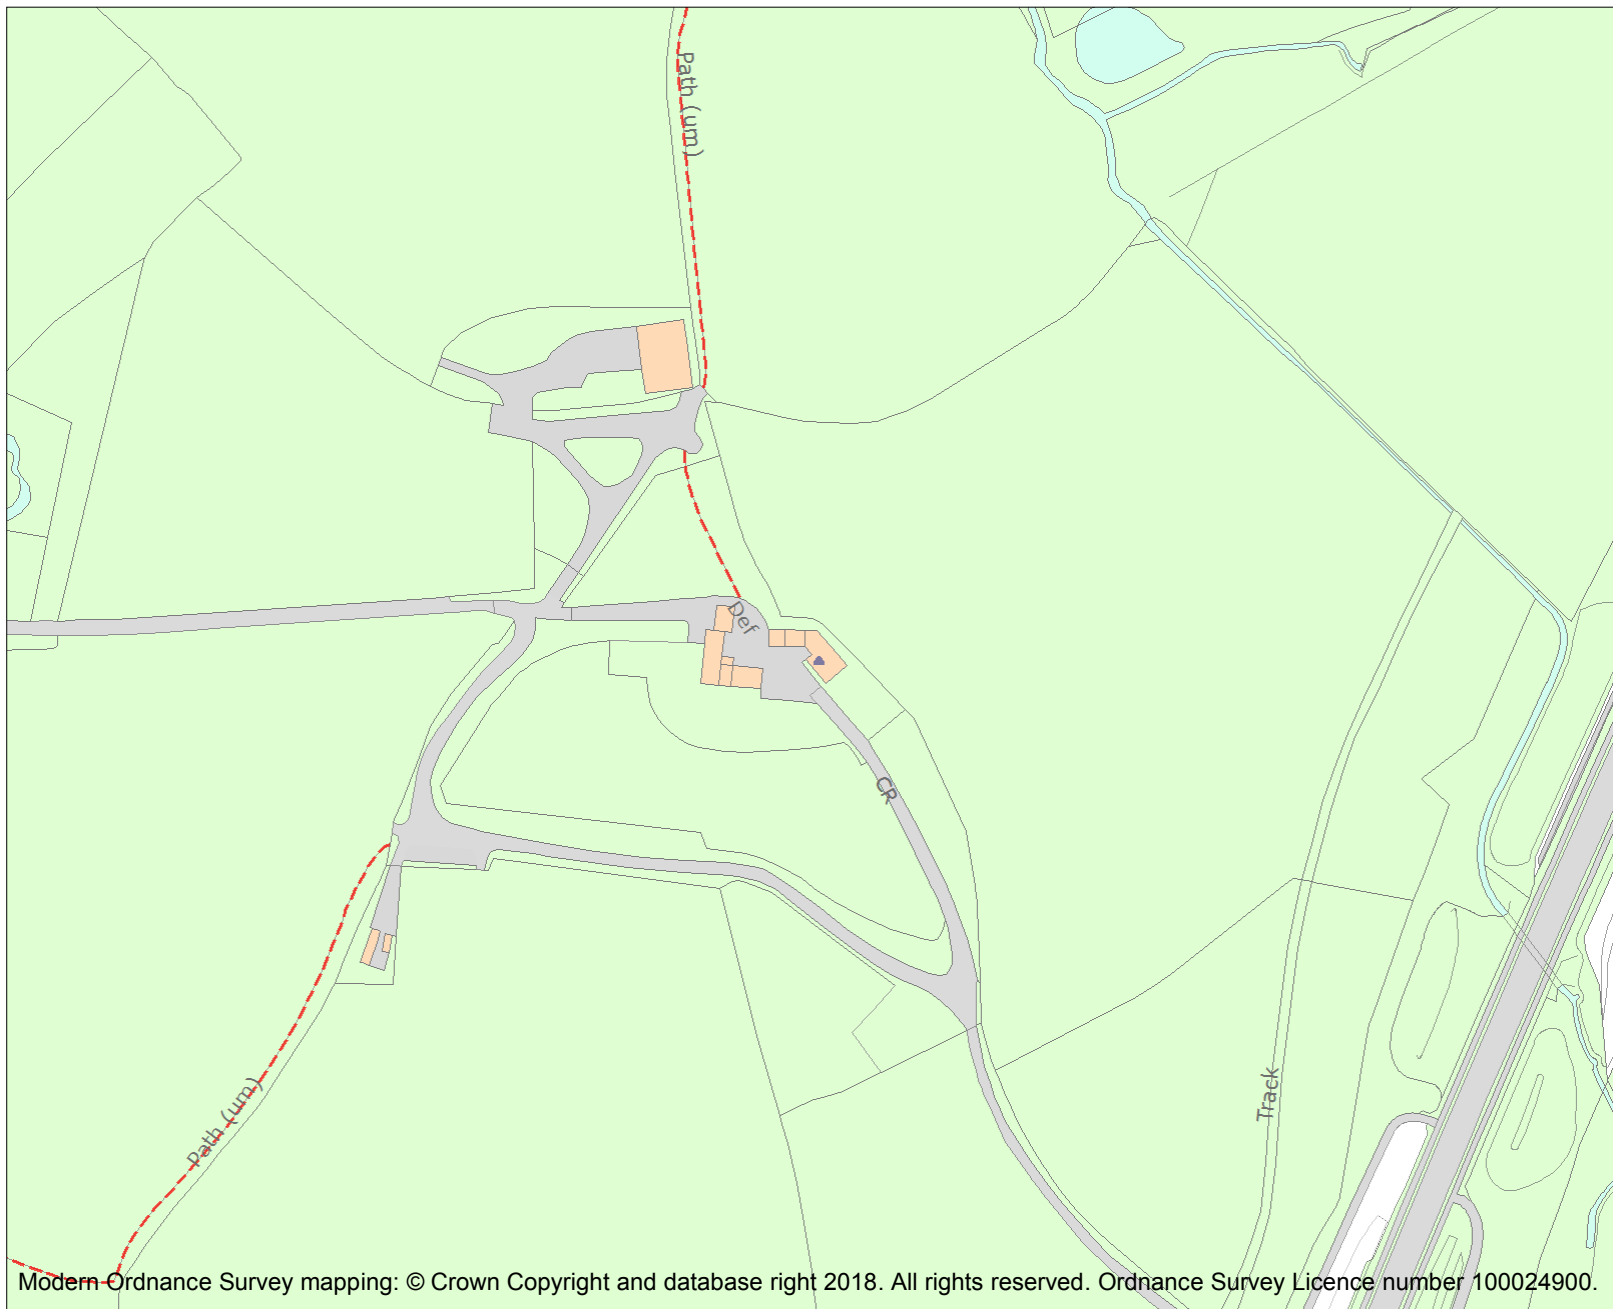 Path (um)
Def
CR
Track
Path (um)
Modern Ordnance Survey mapping: © Crown Copyright and database right 2018. All rights reserved. Ordnance Survey Licence number 100024900.